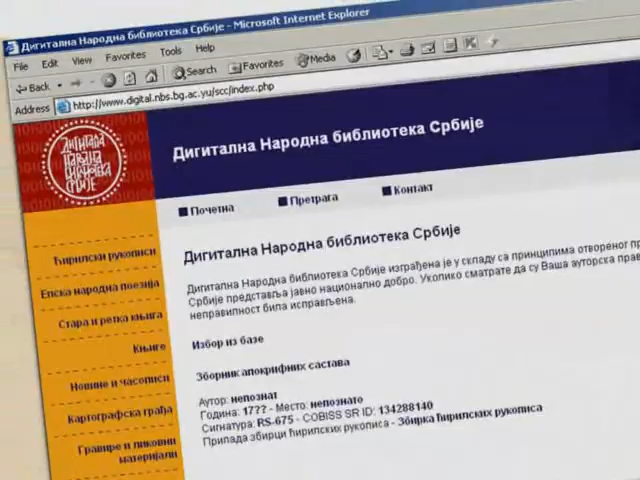 Дигитална Народна библиотека Србије - Microsoft Internet Explorer
File Edit View Favorites Tools Help
Back Search Favorites Media
Address http://www.digital.nbs.bg.ac.yu/scc/index.php
ДИГИТАЛНА НАРОДНА БИБЛИОТЕКА СРБИЈЕ
Дигитална Народна библиотека Србије
Почетна Претрага Контакт
Ћирилски рукописи
Епска народна поезија
Стара и ретка књига
Књиге
Новине и часописи
Картографска грађа
Гравире и ликовни
материјали
Дигитална Народна библиотека Србије
Дигитална Народна библиотека Србије изграђена је у складу са принципима отвореног
Србије представља јавно национално добро. Уколико сматрате да су Ваша ауторска
неправилност била исправљена.
Избор из базе
Зборник апокрифних састава
Аутор: непознат
Година: 17?? - Место: непознато
Сигнатура: RS-675 - COBISS SR ID: 134288140
Припада збирци ћирилских рукописа - Збирка ћирилских рукописа